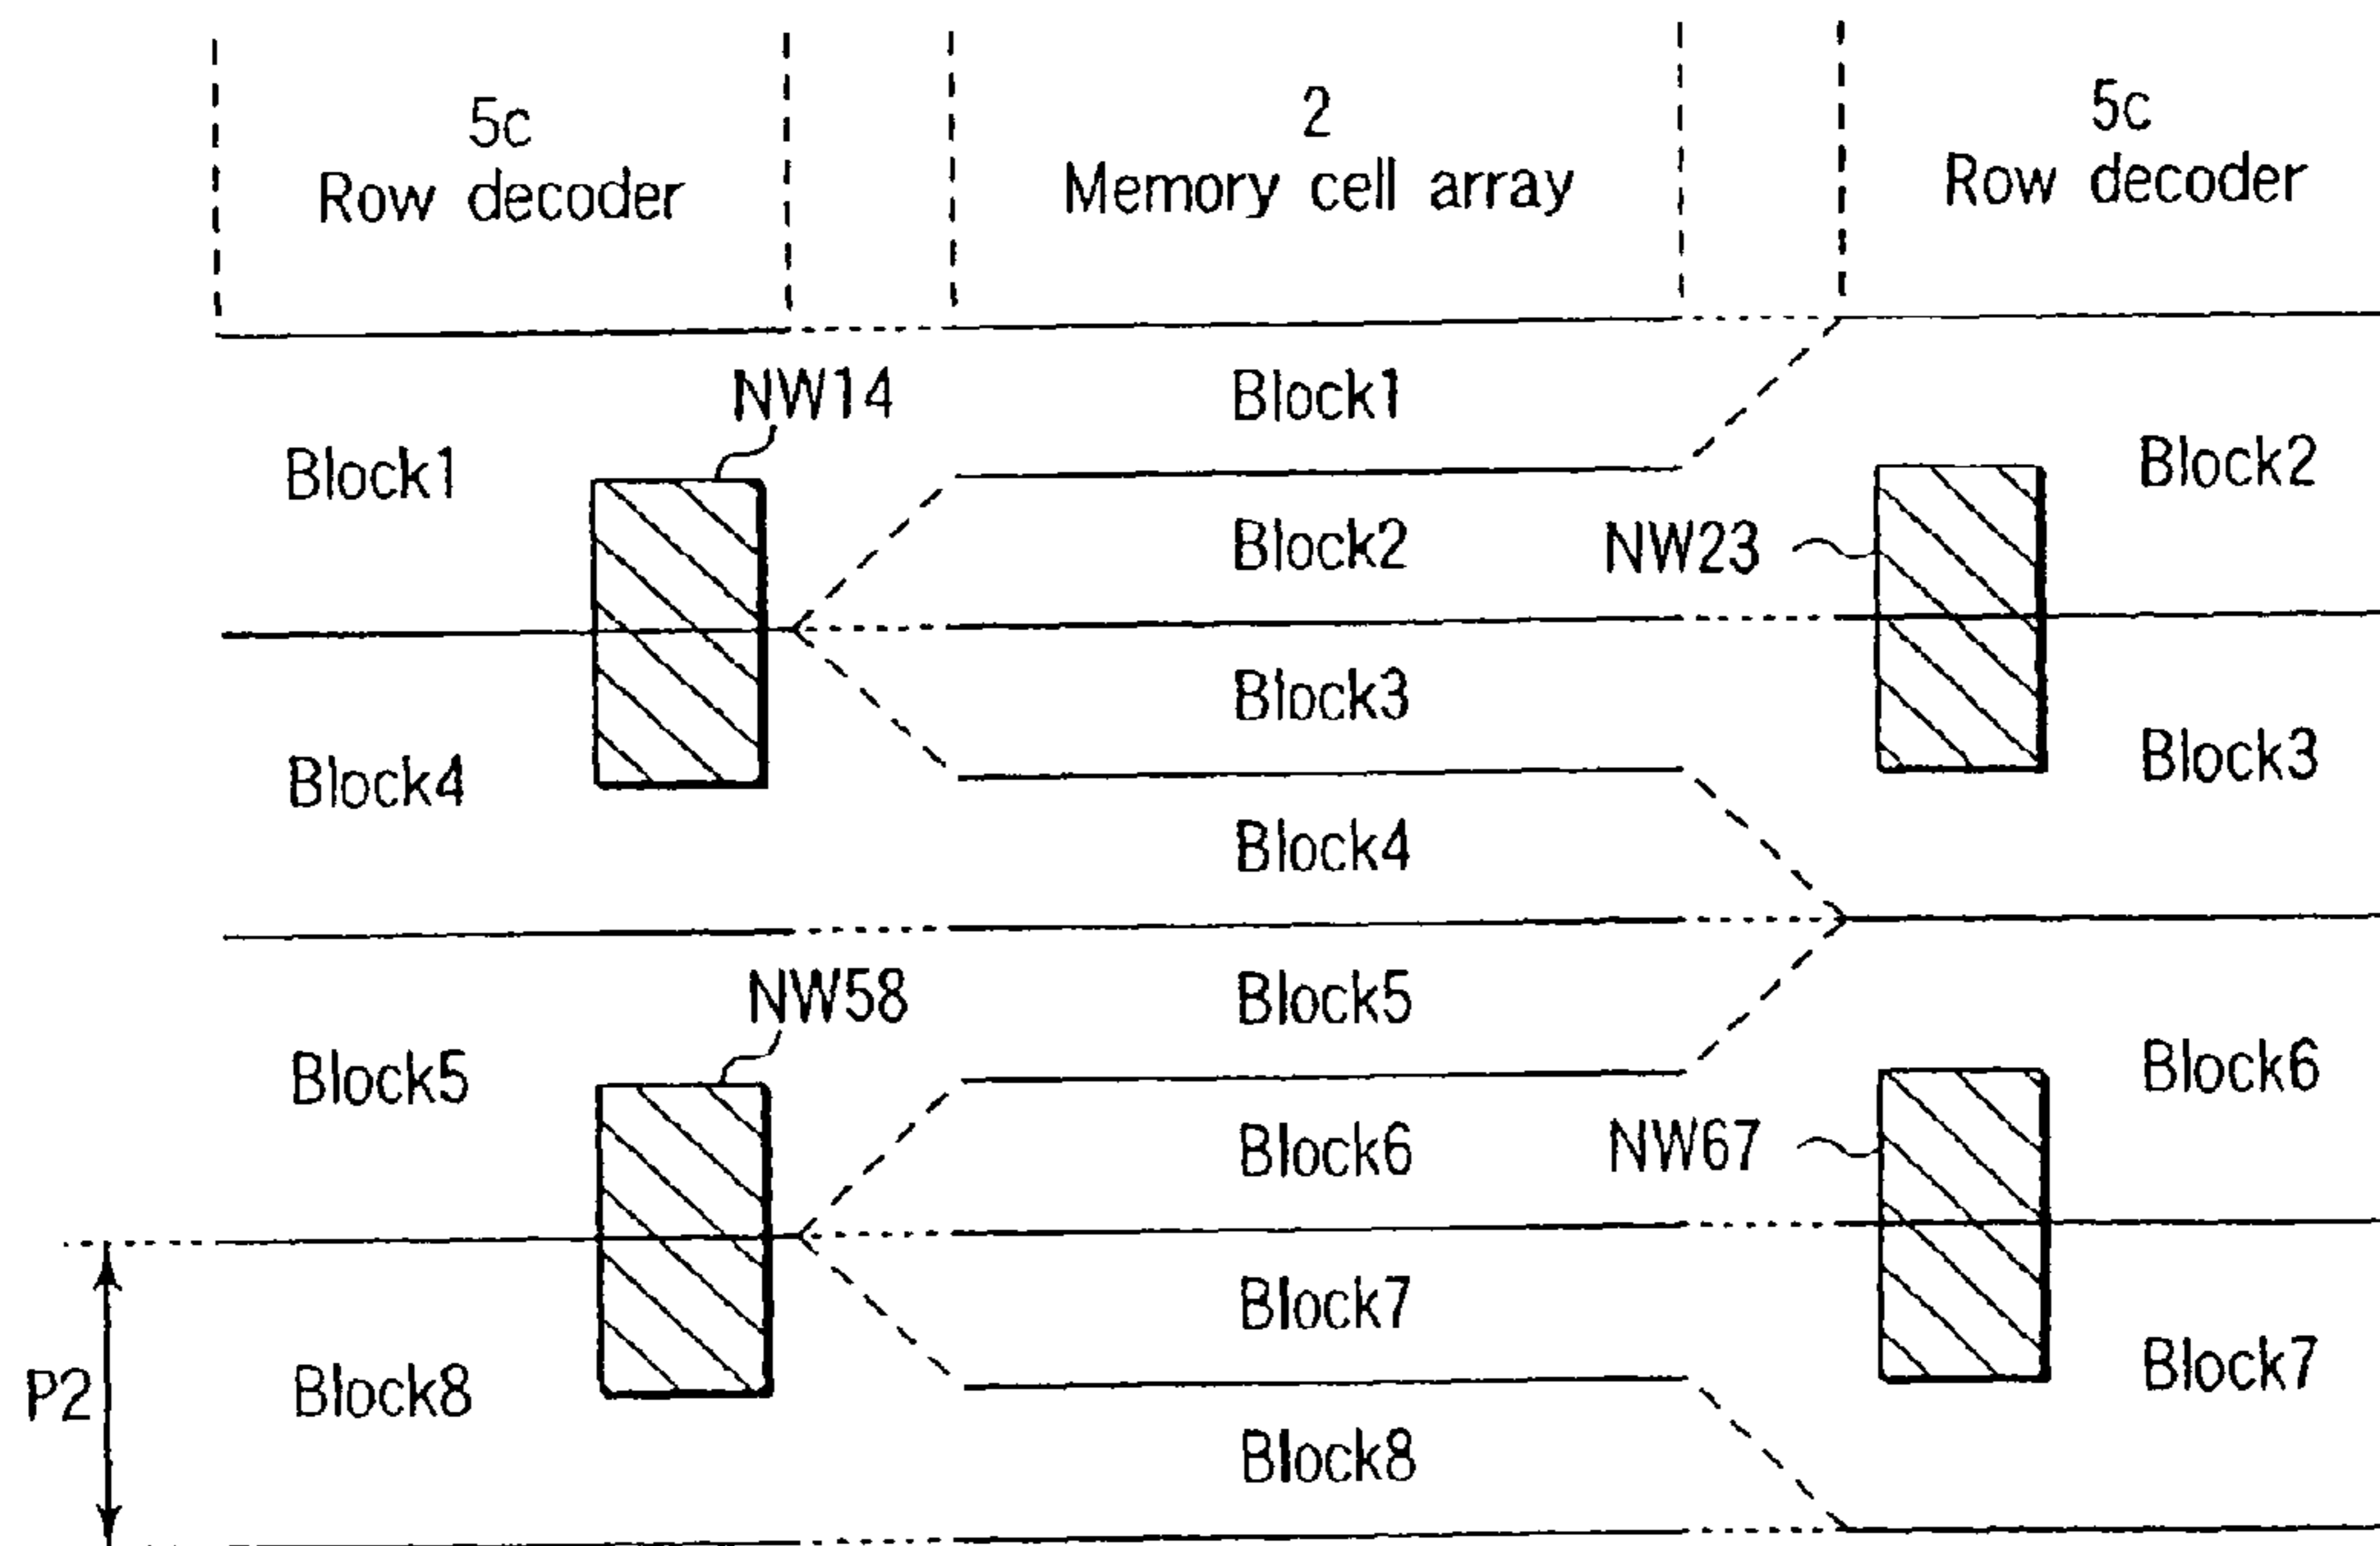 5c
Row decoder
2
Memory cell array
5c
Row decoder
NW14
Block1
Block1
Block2
Block2
NW23
Block3
Block4
Block3
Block4
NW58
Block5
Block5
Block6
Block6
NW67
Block7
Block7
P2
Block8
Block8